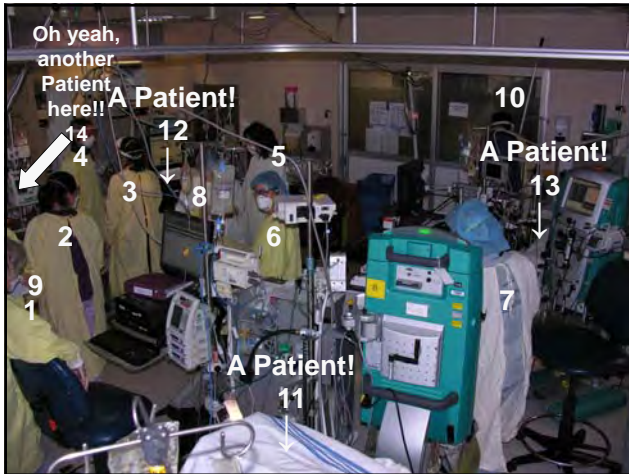 Oh yeah,
another
Patient
here!!
14
A Patient!
12
10
4
5
A Patient!
13
3
8
2
6
9
1
7
A Patient!
11